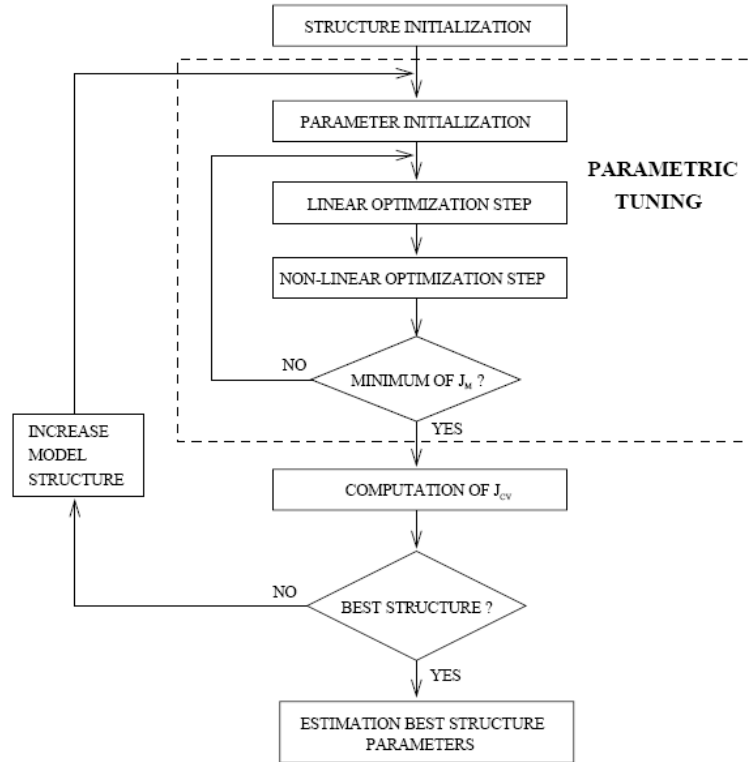 STRUCTURE INITIALIZATION
PARAMETER INITIALIZATION
PARAMETRIC
TUNING
LINEAR OPTIMIZATION STEP
NON-LINEAR OPTIMIZATION STEP
NO
MINIMUM OF J_M ?
YES
INCREASE
MODEL
STRUCTURE
COMPUTATION OF J_CV
NO
BEST STRUCTURE ?
YES
ESTIMATION BEST STRUCTURE
PARAMETERS